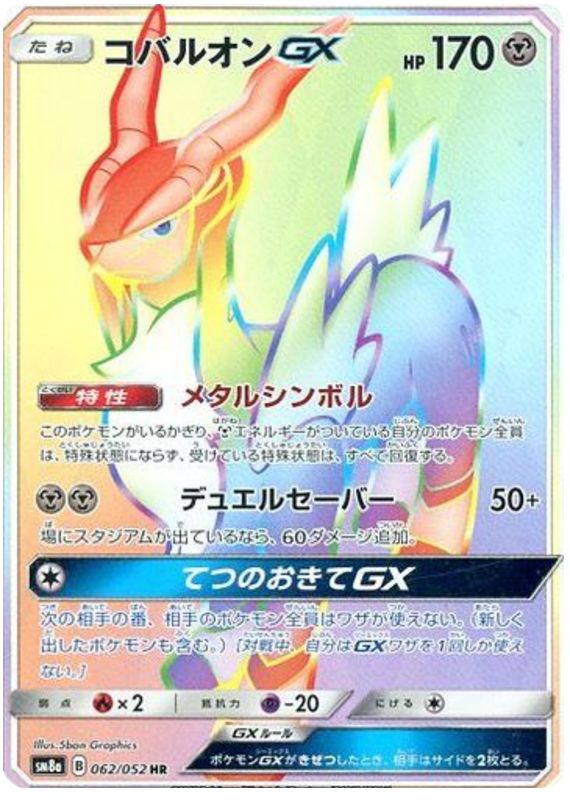 たね コバルオンGX HP 170
とくせい
特性 メタルシンボル
このポケモンがいるかぎり、エネルギーがついている自分のポケモン全員
は、特殊状態にならず、受けている特殊状態は、すべて回復する。
デュエルセーバー 50+
場にスタジアムが出ているなら、60ダメージ追加。
てつのおきてGX
次の相手の番、相手のポケモン全員はワザが使えない。(新しく
出したポケモンも含む。)[対戦中、自分はGXワザを1回しか使え
ない。]
弱点 ×2 抵抗力 -20 にげる
GXルール
ポケモンGXがきぜつしたとき、相手はサイドを2枚とる。
Illus. 5ban Graphics
SM8a B 062/052 HR